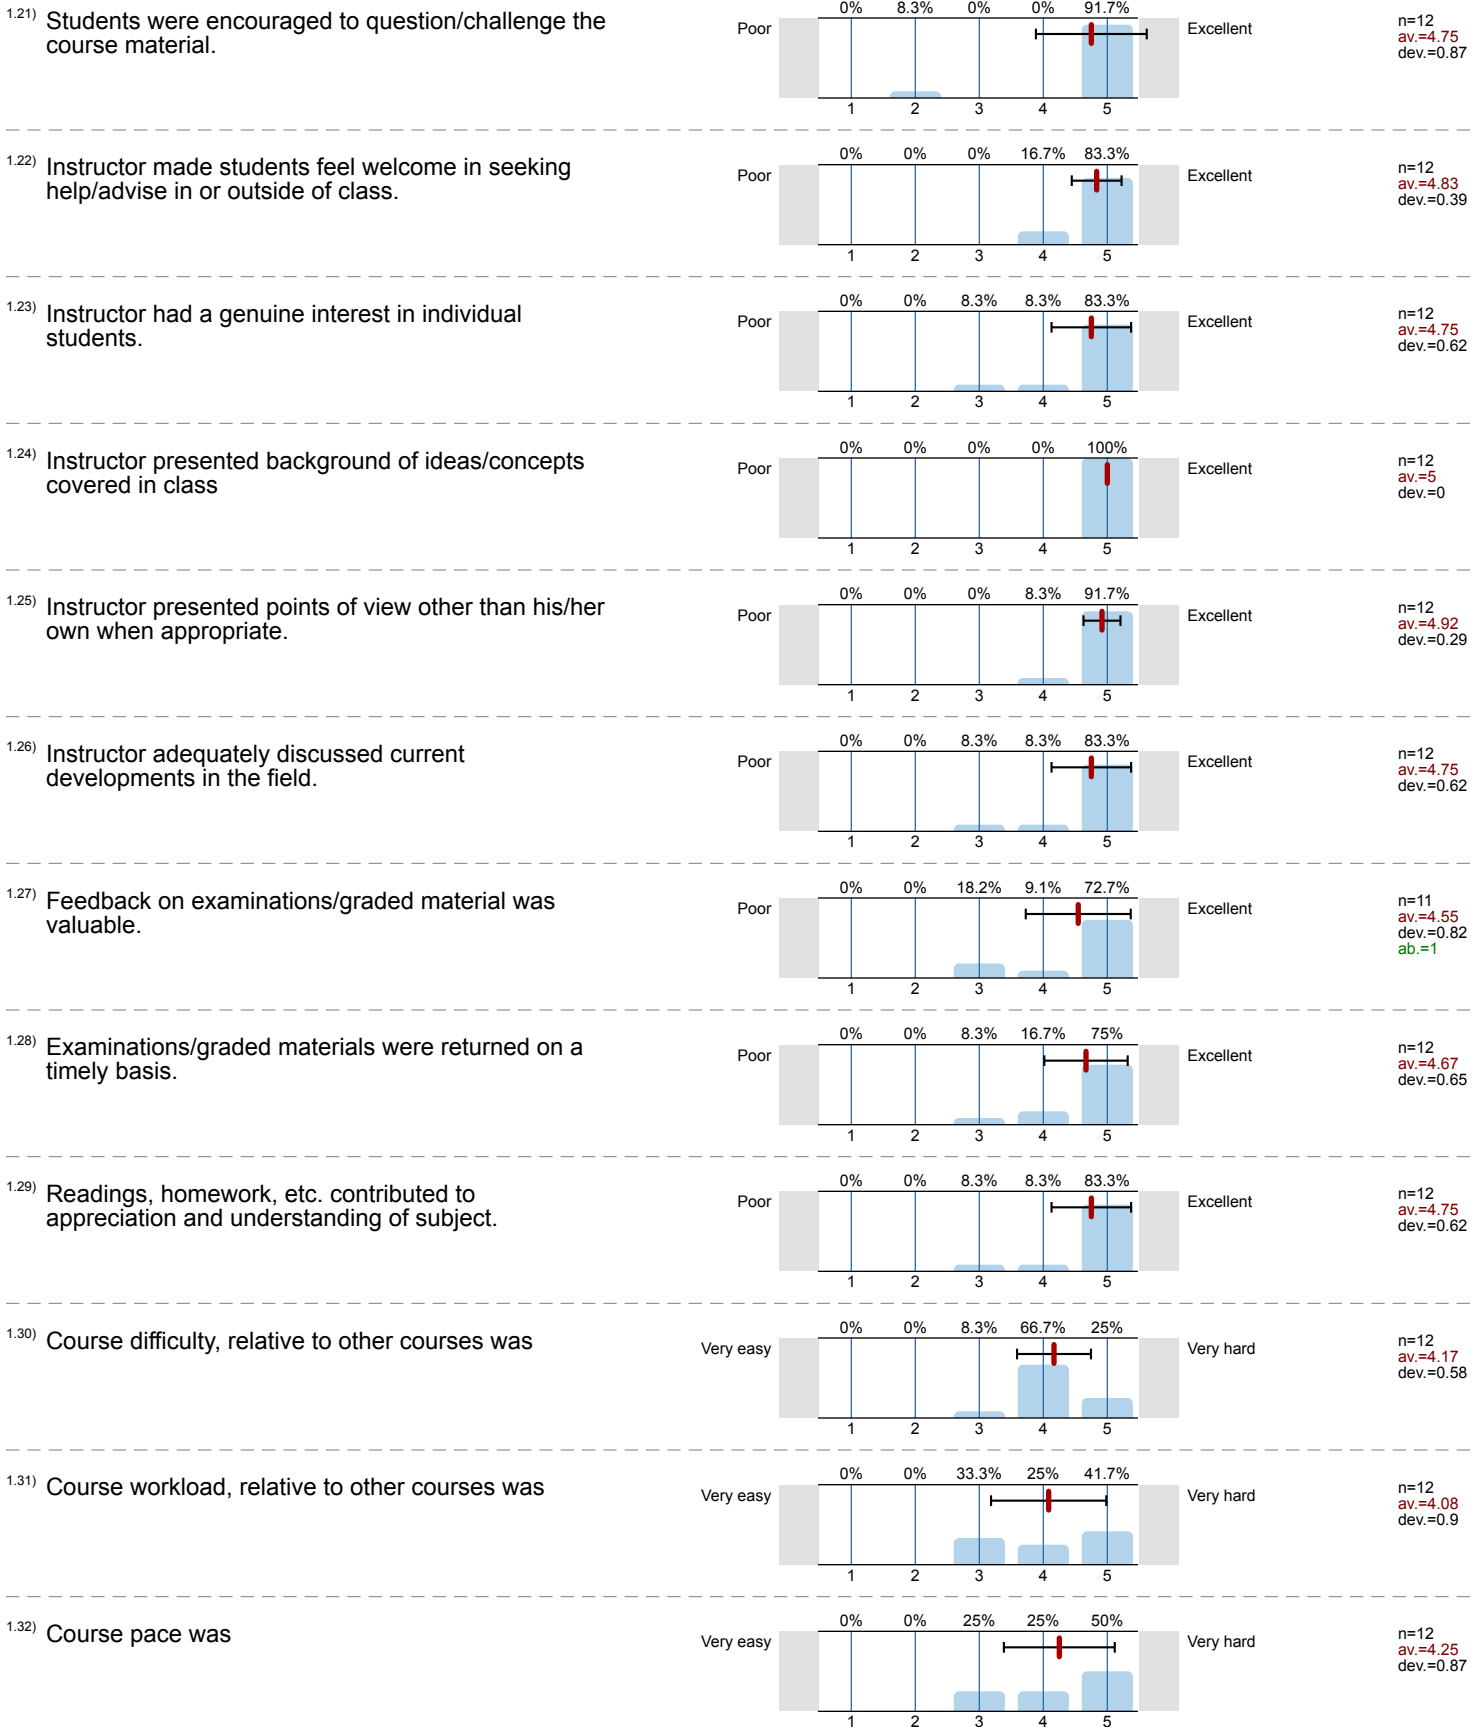 1.21) Students were encouraged to question/challenge the
course material.
0% 8.3% 0% 0% 91.7%
Poor Excellent
n=12
av.=4.75
dev.=0.87
1 2 3 4 5
1.22) Instructor made students feel welcome in seeking
help/advise in or outside of class.
0% 0% 0% 16.7% 83.3%
Poor Excellent
n=12
av.=4.83
dev.=0.39
1 2 3 4 5
1.23) Instructor had a genuine interest in individual
students.
0% 0% 8.3% 8.3% 83.3%
Poor Excellent
n=12
av.=4.75
dev.=0.62
1 2 3 4 5
1.24) Instructor presented background of ideas/concepts
covered in class
0% 0% 0% 0% 100%
Poor Excellent
n=12
av.=5
dev.=0
1 2 3 4 5
1.25) Instructor presented points of view other than his/her
own when appropriate.
0% 0% 0% 8.3% 91.7%
Poor Excellent
n=12
av.=4.92
dev.=0.29
1 2 3 4 5
1.26) Instructor adequately discussed current
developments in the field.
0% 0% 8.3% 8.3% 83.3%
Poor Excellent
n=12
av.=4.75
dev.=0.62
1 2 3 4 5
1.27) Feedback on examinations/graded material was
valuable.
0% 0% 18.2% 9.1% 72.7%
Poor Excellent
n=11
av.=4.55
dev.=0.82
ab.=1
1 2 3 4 5
1.28) Examinations/graded materials were returned on a
timely basis.
0% 0% 8.3% 16.7% 75%
Poor Excellent
n=12
av.=4.67
dev.=0.65
1 2 3 4 5
1.29) Readings, homework, etc. contributed to
appreciation and understanding of subject.
0% 0% 8.3% 8.3% 83.3%
Poor Excellent
n=12
av.=4.75
dev.=0.62
1 2 3 4 5
1.30) Course difficulty, relative to other courses was
0% 0% 8.3% 66.7% 25%
Very easy Very hard
n=12
av.=4.17
dev.=0.58
1 2 3 4 5
1.31) Course workload, relative to other courses was
0% 0% 33.3% 25% 41.7%
Very easy Very hard
n=12
av.=4.08
dev.=0.9
1 2 3 4 5
1.32) Course pace was
0% 0% 25% 25% 50%
Very easy Very hard
n=12
av.=4.25
dev.=0.87
1 2 3 4 5